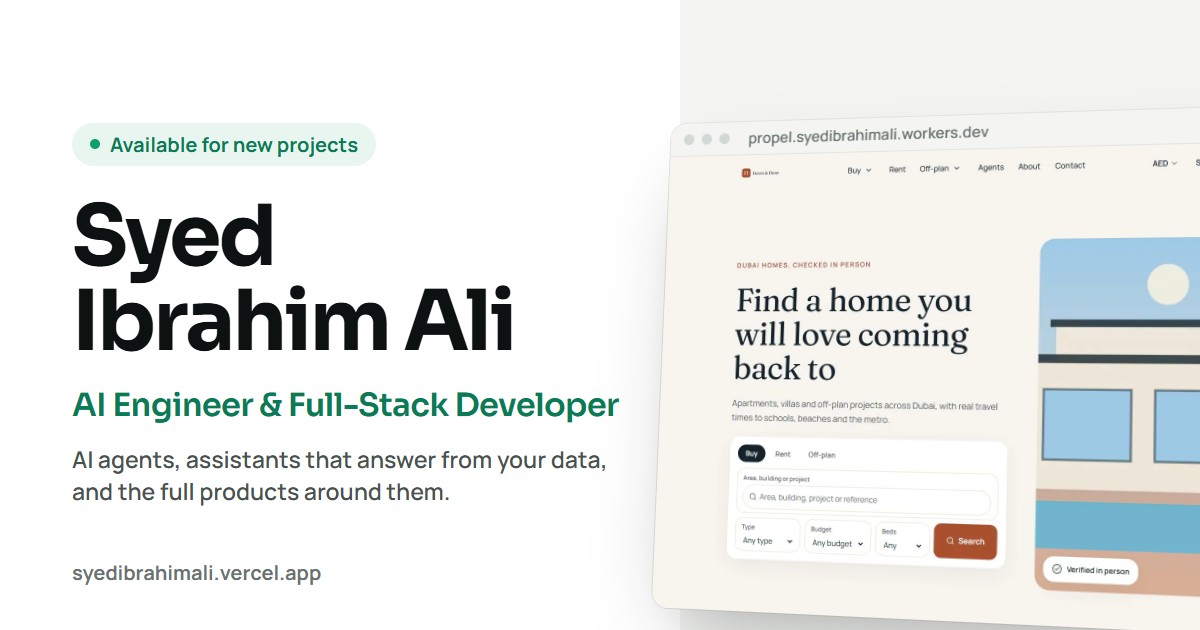 Available for new projects
Syed
Ibrahim Ali
AI Engineer & Full-Stack Developer
AI agents, assistants that answer from your data,
and the full products around them.
syedibrahimali.vercel.app
propel.syedibrahimali.workers.dev
Buy Rent Off-plan Agents About Contact AED
DUBAI HOMES, CHECKED IN PERSON
Find a home you
will love coming
back to
Apartments, villas and off-plan projects across Dubai, with real travel
times to schools, beaches and the metro.
Buy Rent Off-plan
Area, building or project
Area, building, project or reference
Type Budget Beds
Any type Any budget Any Search
Verified in person